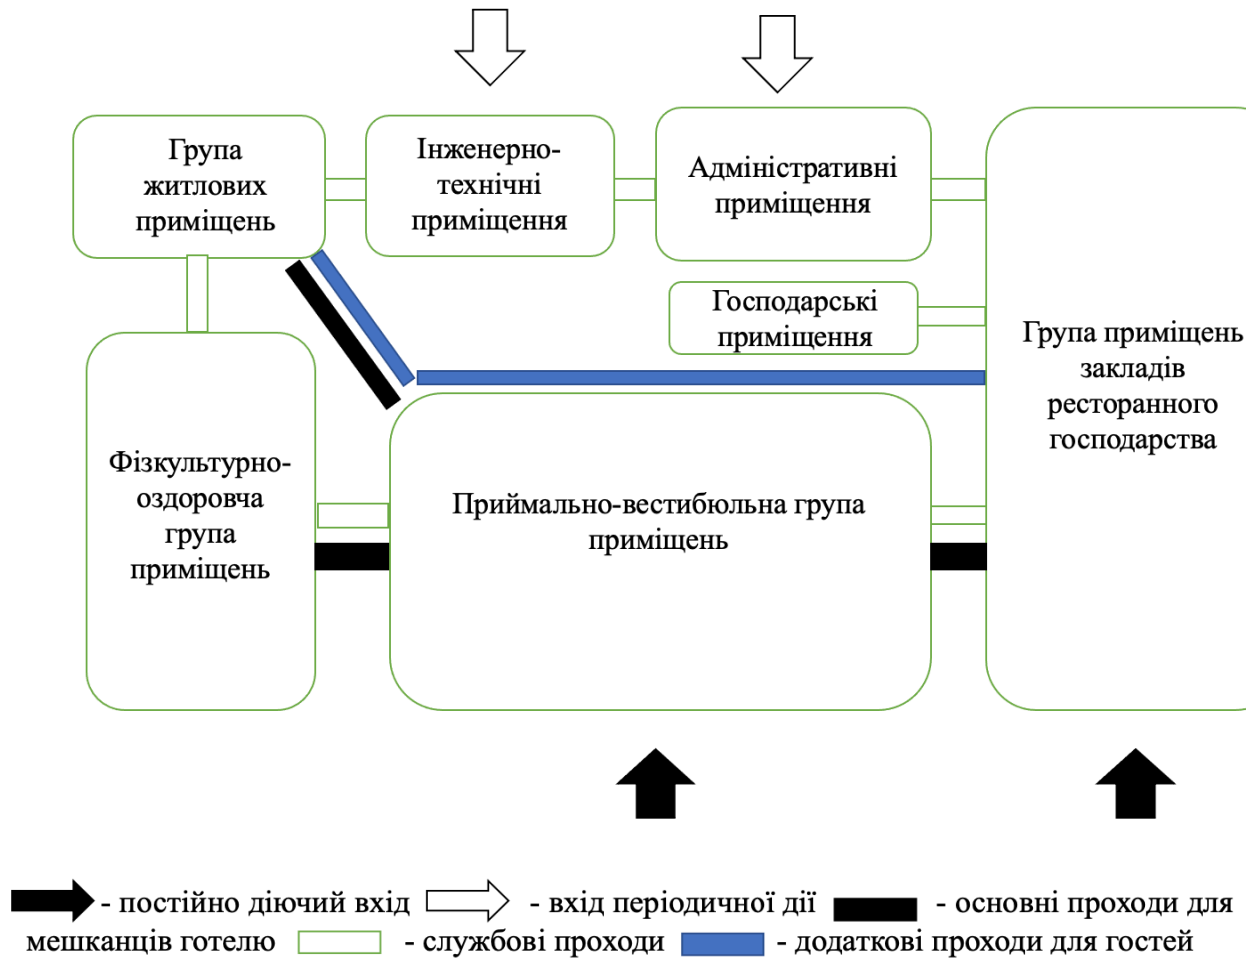 Група
житлових
приміщень
Інженерно-
технічні
приміщення
Адміністративні
приміщення
Господарські
приміщення
Група приміщень
закладів
ресторанного
господарства
Фізкультурно-
оздоровча
група
приміщень
Приймально-вестибюльна група
приміщень
- постійно діючий вхід - вхід періодичної дії - основні проходи для
мешканців готелю - службові проходи - додаткові проходи для гостей